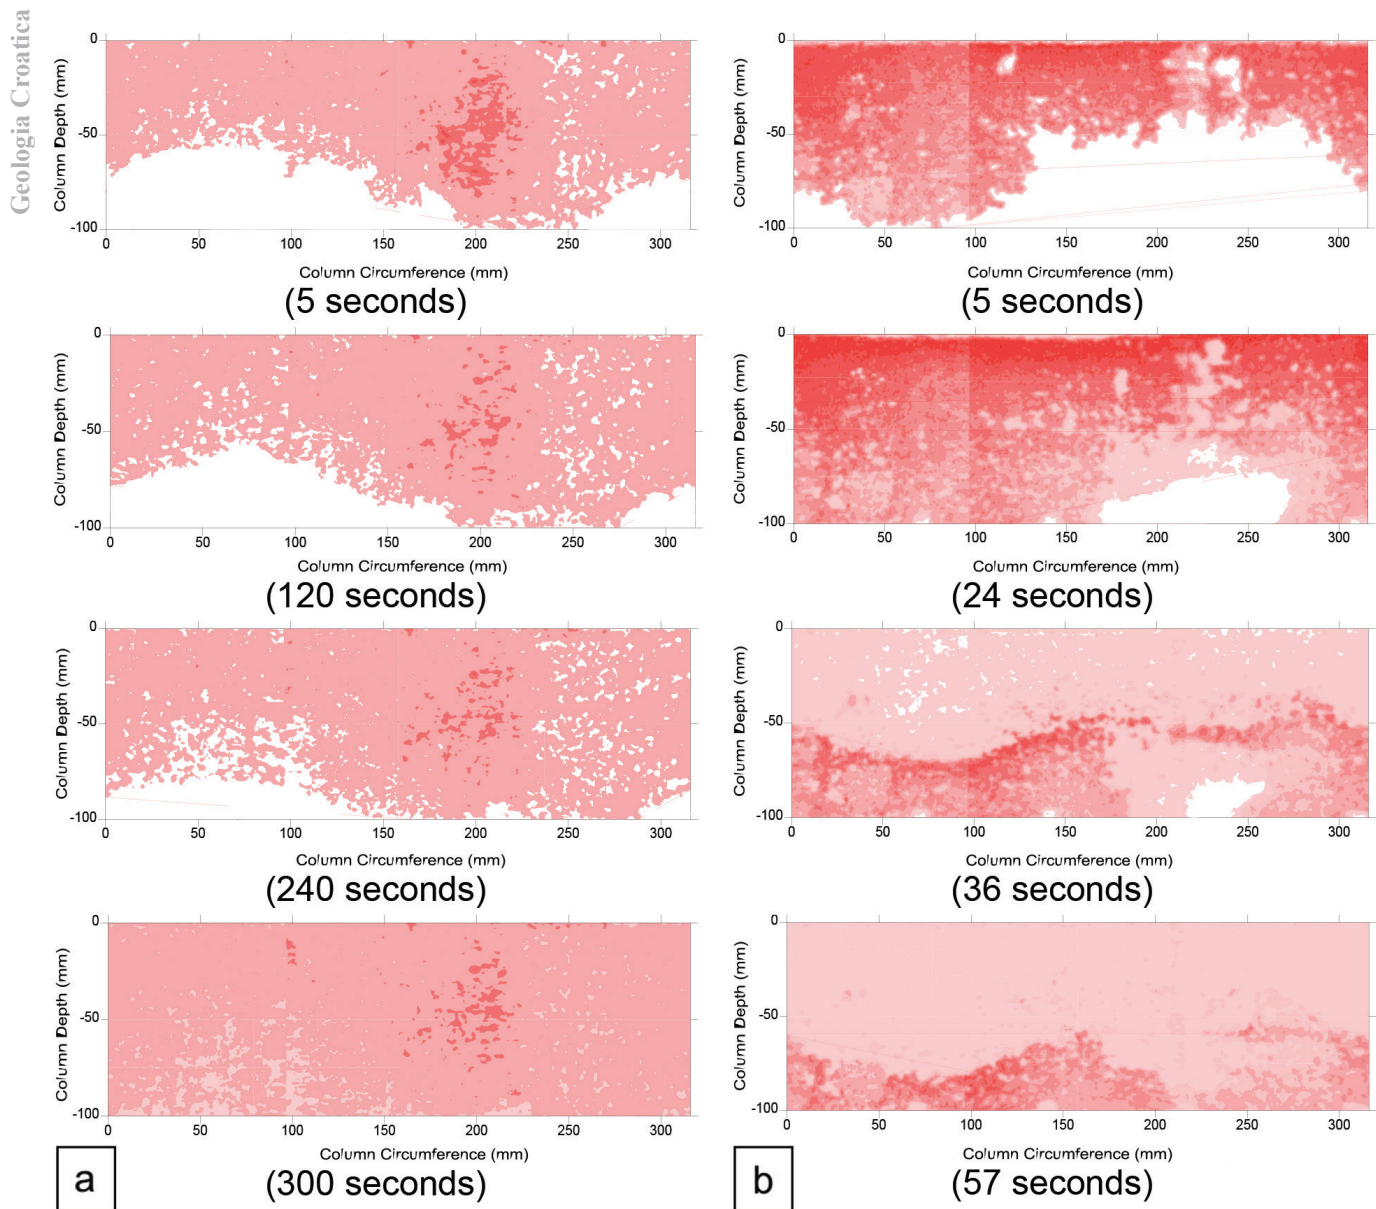 Geologia Croatica
0
-50
-100
Column Depth (mm)
0 50 100 150 200 250 300
Column Circumference (mm)
(5 seconds)
0
-50
-100
Column Depth (mm)
0 50 100 150 200 250 300
Column Circumference (mm)
(120 seconds)
0
-50
-100
Column Depth (mm)
0 50 100 150 200 250 300
Column Circumference (mm)
(240 seconds)
0
-50
-100
Column Depth (mm)
0 50 100 150 200 250 300
Column Circumference (mm)
(300 seconds)
a
0
-50
-100
Column Depth (mm)
0 50 100 150 200 250 300
Column Circumference (mm)
(5 seconds)
0
-50
-100
Column Depth (mm)
0 50 100 150 200 250 300
Column Circumference (mm)
(24 seconds)
0
-50
-100
Column Depth (mm)
0 50 100 150 200 250 300
Column Circumference (mm)
(36 seconds)
0
-50
-100
Column Depth (mm)
0 50 100 150 200 250 300
Column Circumference (mm)
(57 seconds)
b